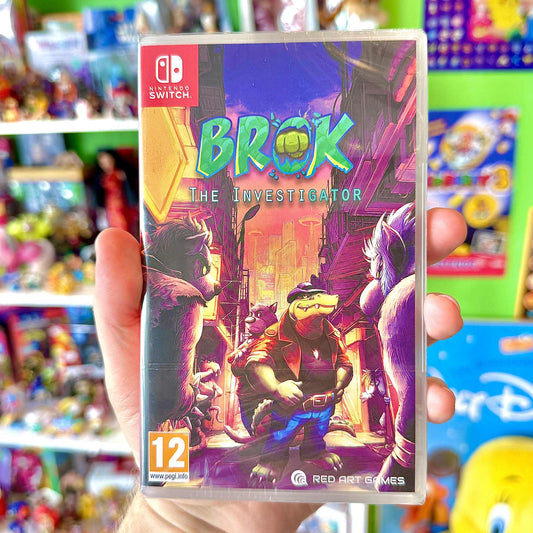 NINTENDO
SWITCH
BROK
THE INVESTIGATOR
12
www.pegi.info
RED ART GAMES